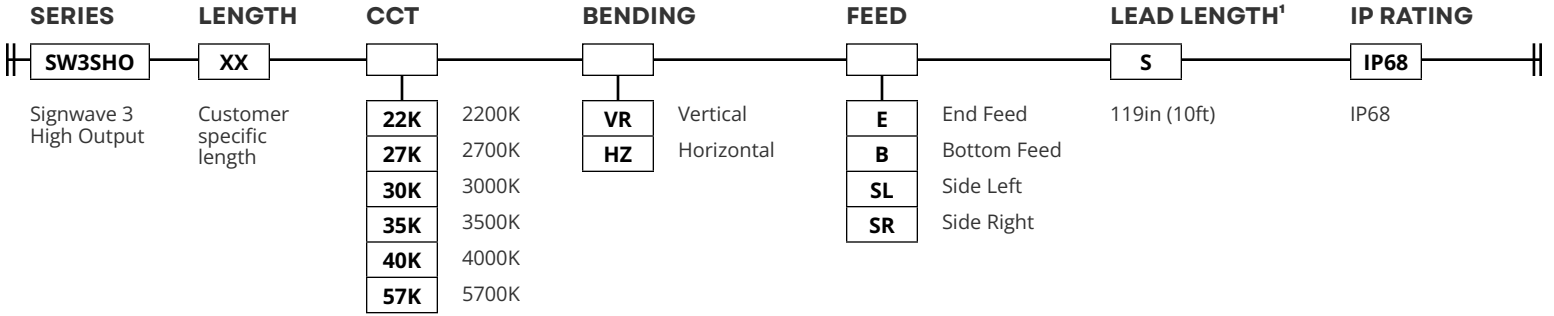 SERIES LENGTH CCT BENDING FEED LEAD LENGTH¹ IP RATING
SW3SHO XX S IP68
Signwave 3 Customer 22K 2200K VR Vertical E End Feed 119in (10ft) IP68
High Output specific
length
27K 2700K HZ Horizontal B Bottom Feed
30K 3000K SL Side Left
35K 3500K SR Side Right
40K 4000K
57K 5700K